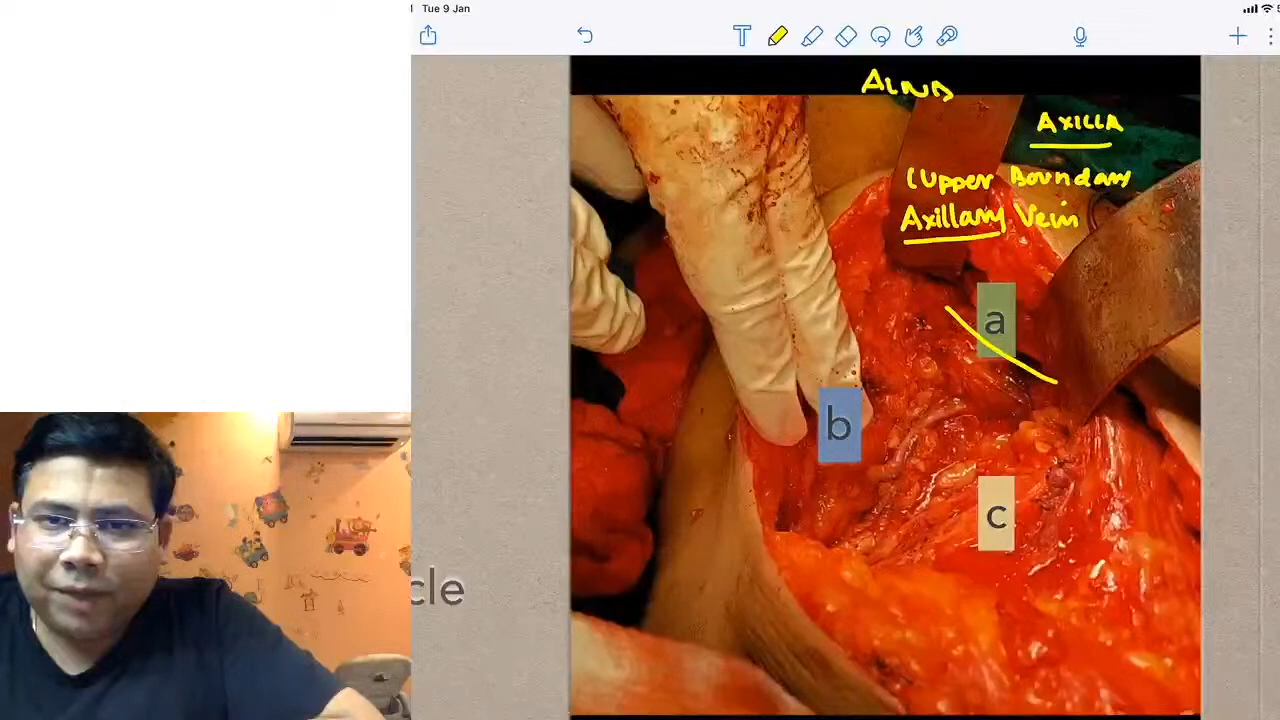 Tue 9 Jan
T
ALND
AXILLA
(Upper Boundary
Axillary Vein
a
b
c
cle